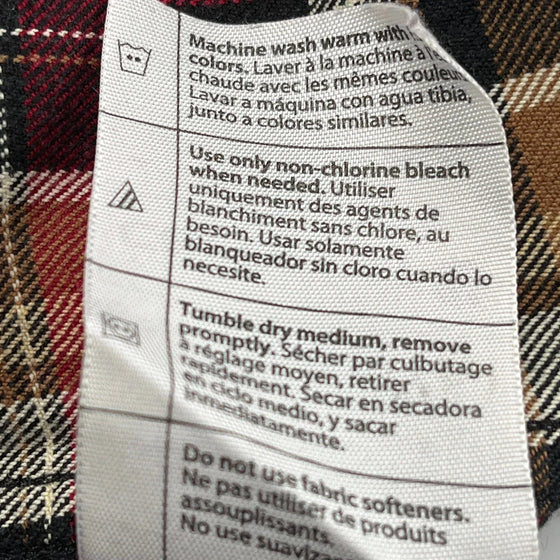 Machine wash warm with
colors. Laver à la machine à l'e
chaude avec les mêmes couleurs.
Lavar a máquina con agua tibia,
junto a colores similares.
Use only non-chlorine bleach
when needed. Utiliser
uniquement des agents de
blanchiment sans chlore, au
besoin. Usar solamente
blanqueador sin cloro cuando lo
necesite.
Tumble dry medium, remove
promptly. Sécher par culbutage
à réglage moyen, retirer
rapidement. Secar en secadora
en ciclo medio, y sacar
inmediatamente.
Do not use fabric softeners.
Ne pas utiliser de produits
assouplissants.
No use suaviza